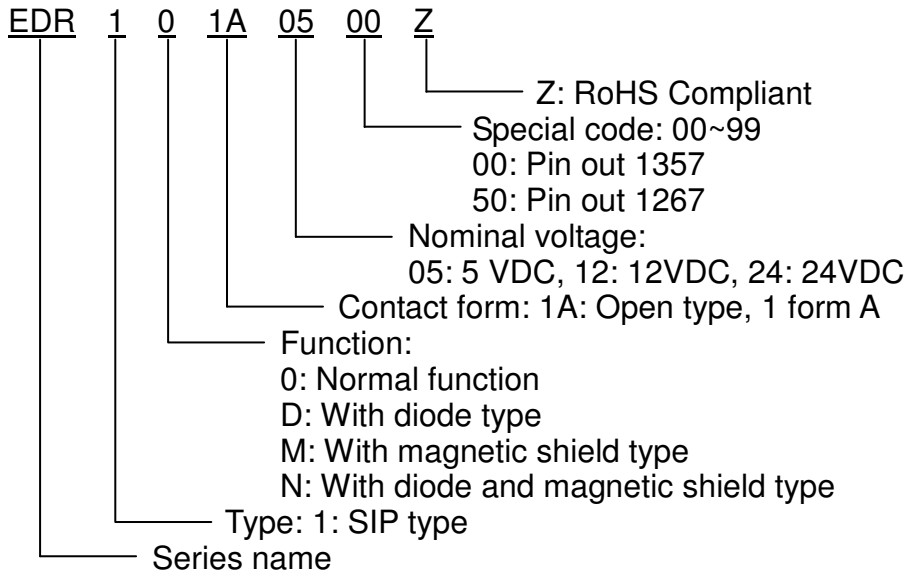 EDR 1 0 1A 05 00 Z
Z: RoHS Compliant
Special code: 00~99
00: Pin out 1357
50: Pin out 1267
Nominal voltage:
05: 5 VDC, 12: 12VDC, 24: 24VDC
Contact form: 1A: Open type, 1 form A
Function:
0: Normal function
D: With diode type
M: With magnetic shield type
N: With diode and magnetic shield type
Type: 1: SIP type
Series name